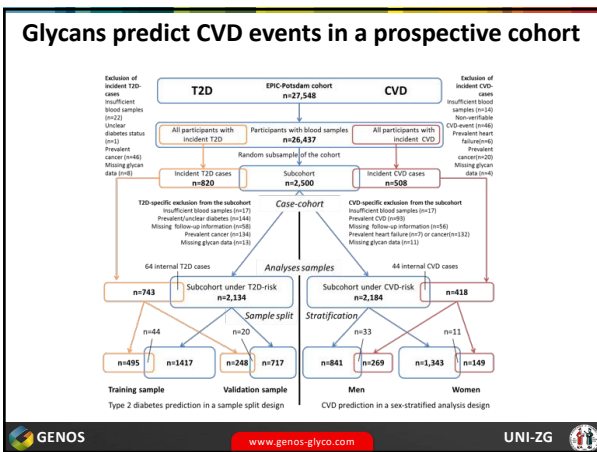 Glycans predict CVD events in a prospective cohort
Exclusion of
incident T2D-
cases
Insufficient
blood samples
(n=22)
Unclear
diabetes status
(n=1)
Prevalent
cancer (n=46)
Missing glycan
data (n=8)
T2D
EPIC-Potsdam cohort
n=27,548
CVD
Exclusion of
incident CVD-
cases
Insufficient
blood samples
(n=14)
Non-verifiable
CVD-event (n=46)
Prevalent heart
failure(n=6)
Prevalent
cancer(n=20)
Missing glycan
data(n=4)
All participants with
incident T2D
Participants with blood samples
n=26,437
All participants with
incident CVD
Random subsample of the cohort
Incident T2D cases
n=820
Subcohort
n=2,500
Incident CVD cases
n=508
T2D-specific exclusion from the subcohort
Insufficient blood samples (n=17)
Prevalent/unclear diabetes (n=144)
Missing follow-up information (n=58)
Prevalent cancer (n=134)
Missing glycan data (n=13)
Case-cohort
CVD-specific exclusion from the subcohort
Insufficient blood samples (n=17)
Prevalent CVD (n=93)
Missing follow-up information (n=56)
Prevalent heart failure (n=7) or cancer(n=132)
Missing glycan data (n=11)
64 internal T2D cases
Analyses samples
44 internal CVD cases
n=743
Subcohort under T2D-risk
n=2,134
Subcohort under CVD-risk
n=2,184
n=418
Sample split
Stratification
n=44
n=20
n=33
n=11
n=495
n=1417
n=248
n=717
n=841
n=269
n=1,343
n=149
Training sample
Validation sample
Men
Women
Type 2 diabetes prediction in a sample split design
CVD prediction in a sex-stratified analysis design
GENOS
www.genos-glyco.com
UNI-ZG